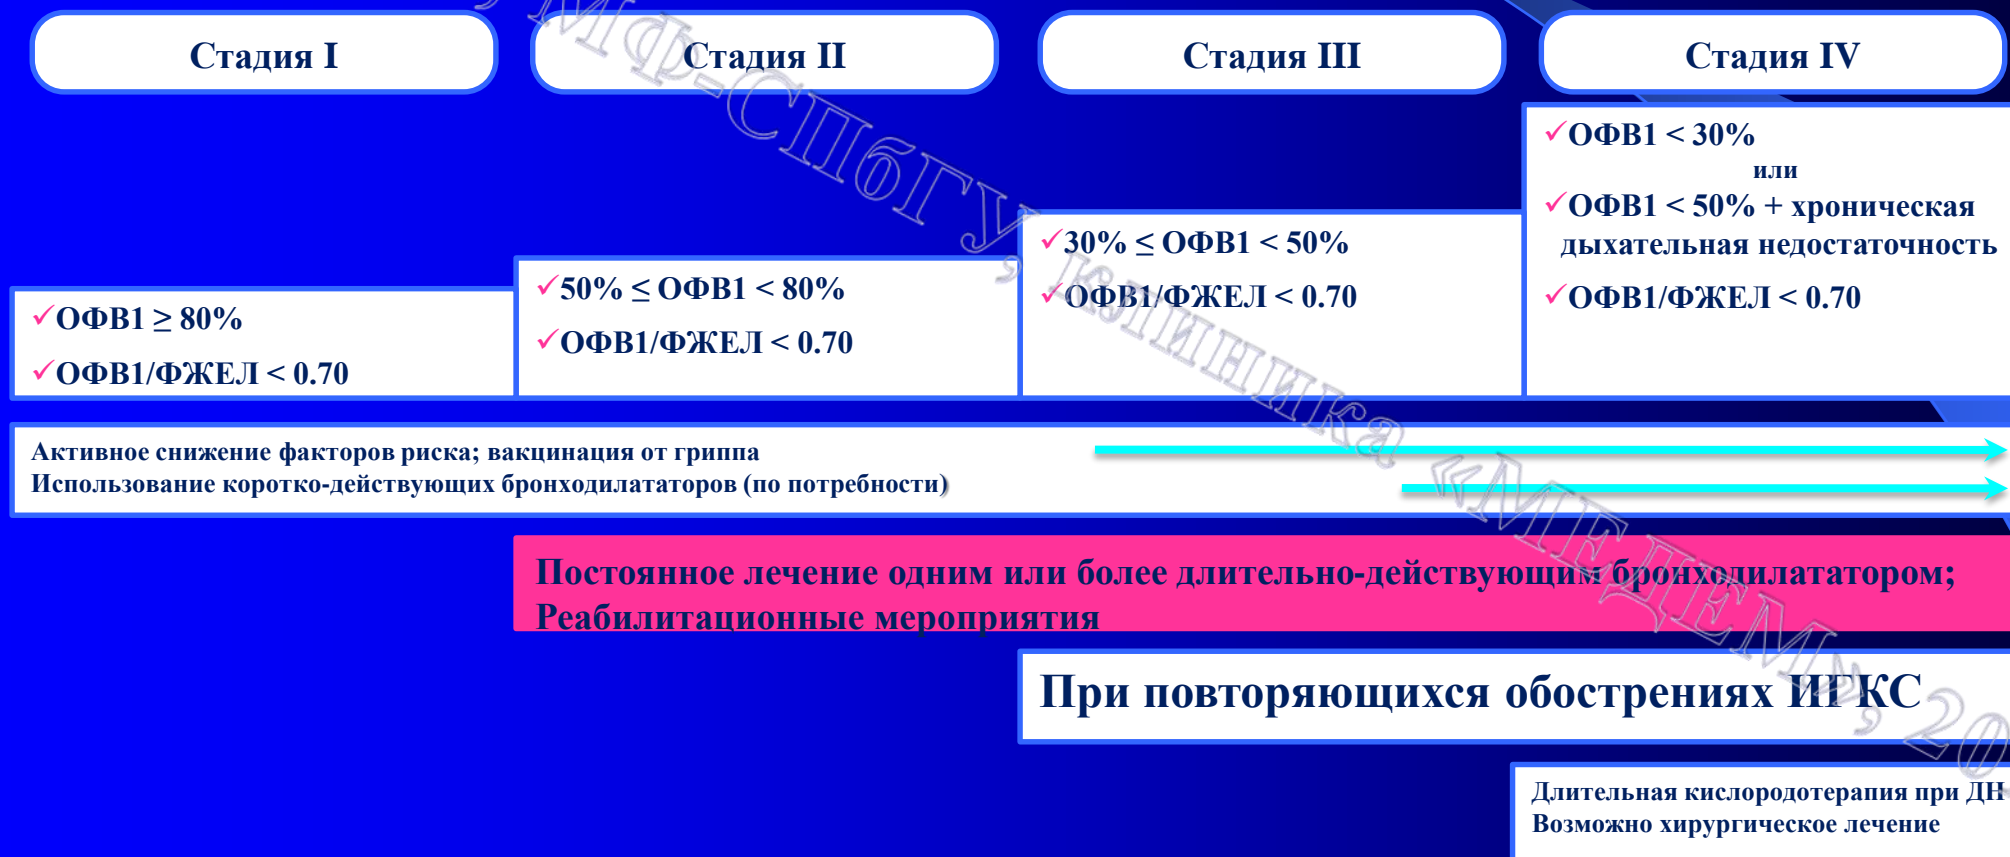 Стадия I
Стадия II
Стадия III
Стадия IV
✓ОФВ1 ≥ 80%
✓ОФВ1/ФЖЕЛ < 0.70
✓50% ≤ ОФВ1 < 80%
✓ОФВ1/ФЖЕЛ < 0.70
✓30% ≤ ОФВ1 < 50%
✓ОФВ1/ФЖЕЛ < 0.70
✓ОФВ1 < 30%
или
✓ОФВ1 < 50% + хроническая
дыхательная недостаточность
✓ОФВ1/ФЖЕЛ < 0.70
Активное снижение факторов риска; вакцинация от гриппа
Использование коротко-действующих бронходилататоров (по потребности)
Постоянное лечение одним или более длительно-действующим бронходилататором;
Реабилитационные мероприятия
При повторяющихся обострениях ИГКС
Длительная кислородотерапия при ДН
Возможно хирургическое лечение
, МФ-СПбГУ, клиника «МЕДЕМ», 20